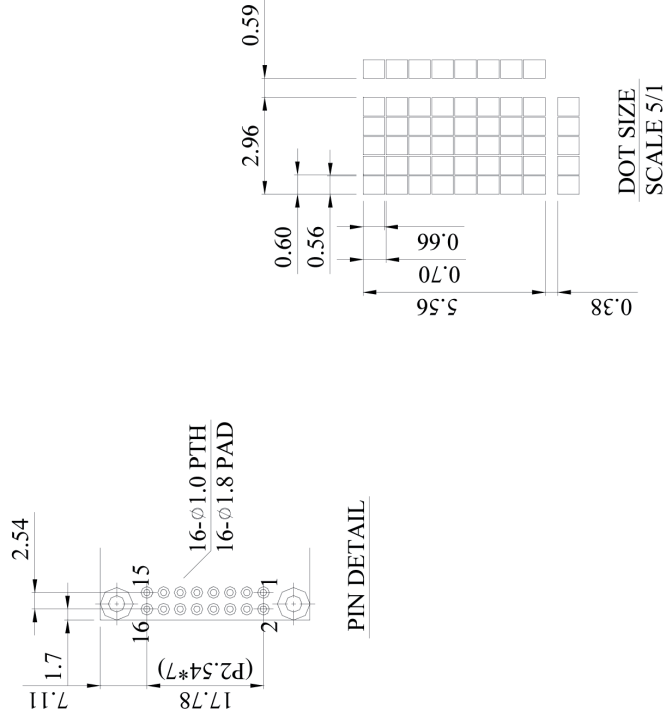 0.59
2.96
0.60
0.56
0.66
0.70
5.56
0.38
DOT SIZE
SCALE 5/1
2.54
1.7
7.11
17.78
(P2.54*7)
16
15
2
1
16-⌀1.0 PTH
16-⌀1.8 PAD
PIN DETAIL